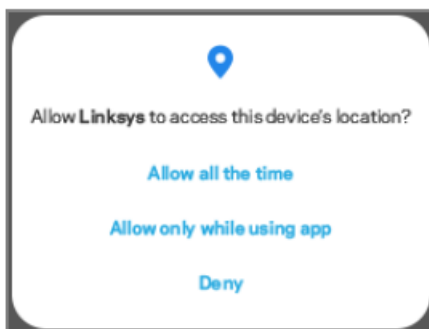 Allow Linksys to access this device's location?
Allow all the time
Allow only while using app
Deny